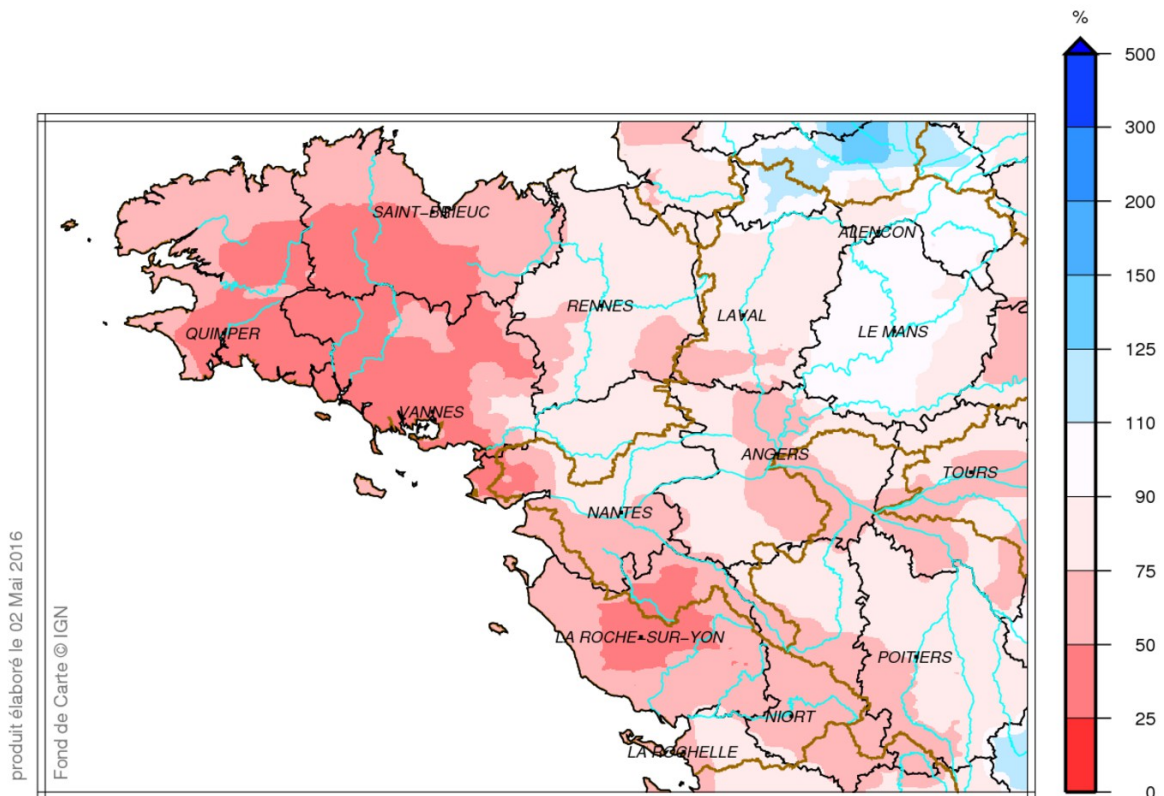 %
500
300
200
150
125
110
90
75
50
25
0
SAINT-BRIEUC
ALENCON
RENNES
LAVAL
LE MANS
QUIMPER
VANNES
ANGERS
TOURS
NANTES
LA ROCHE-SUR-YON
POITIERS
NIORT
LA ROCHELLE
produit élaboré le 02 Mai 2016
Fond de Carte © IGN